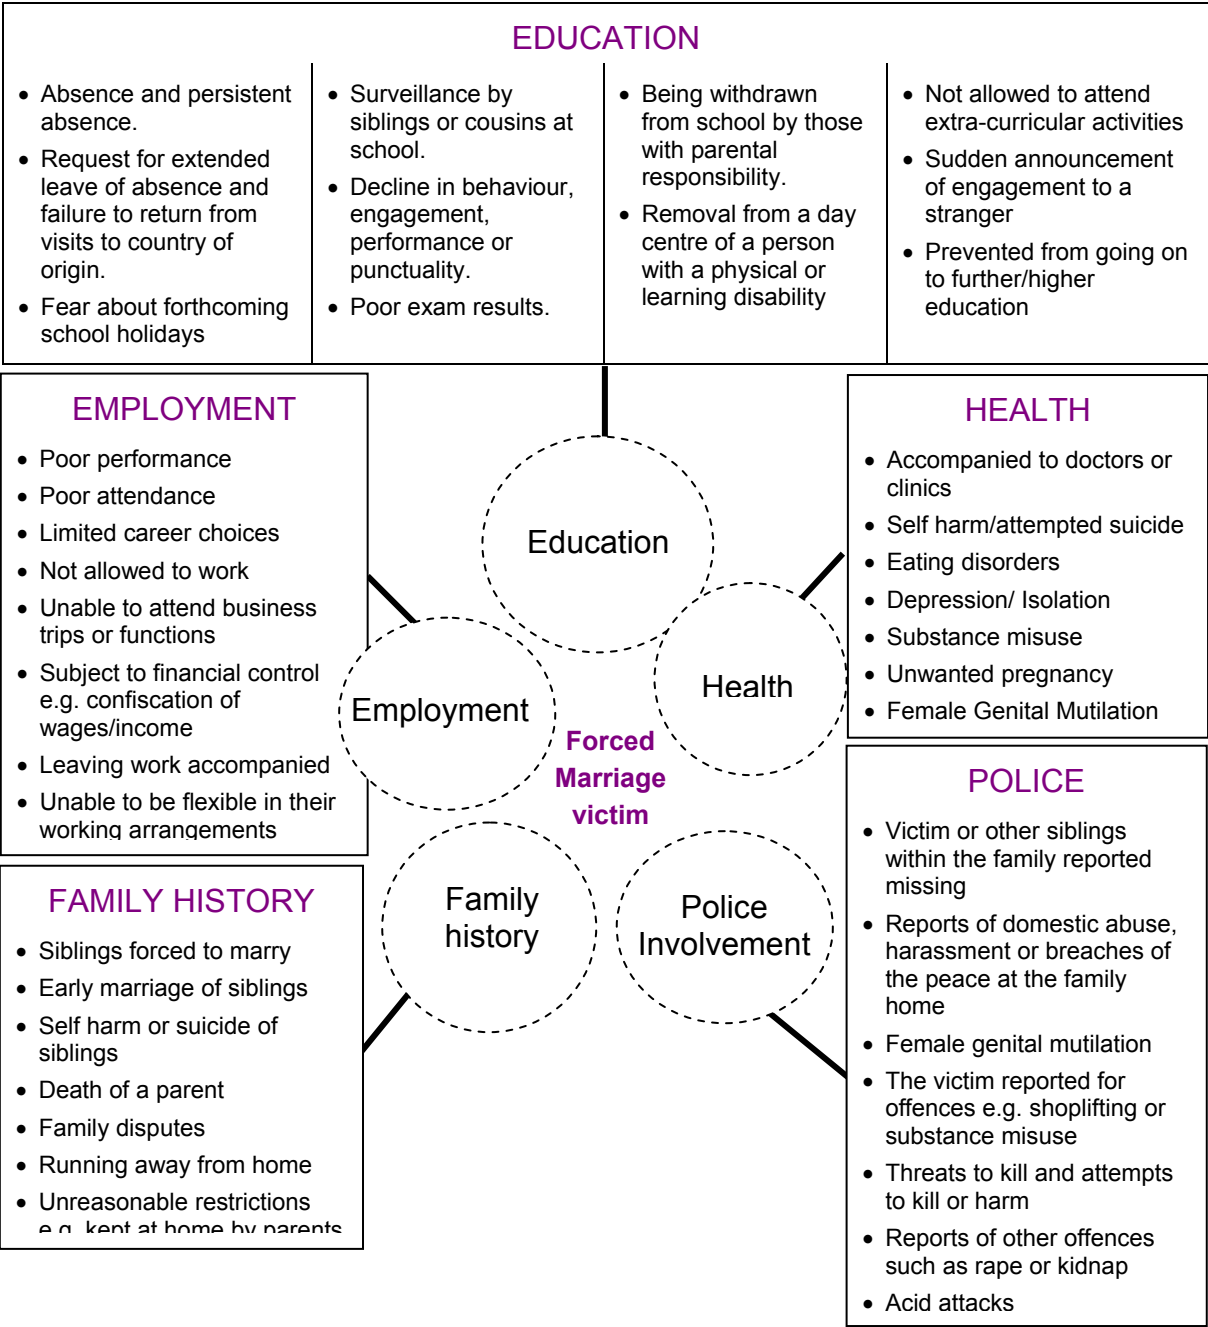 EDUCATION
• Absence and persistent
absence.
• Request for extended
leave of absence and
failure to return from
visits to country of
origin.
• Fear about forthcoming
school holidays
• Surveillance by
siblings or cousins at
school.
• Decline in behaviour,
engagement,
performance or
punctuality.
• Poor exam results.
• Being withdrawn
from school by those
with parental
responsibility.
• Removal from a day
centre of a person
with a physical or
learning disability
• Not allowed to attend
extra-curricular activities
• Sudden announcement
of engagement to a
stranger
• Prevented from going on
to further/higher
education
EMPLOYMENT
• Poor performance
• Poor attendance
• Limited career choices
• Not allowed to work
• Unable to attend business
trips or functions
• Subject to financial control
e.g. confiscation of
wages/income
• Leaving work accompanied
• Unable to be flexible in their
working arrangements
HEALTH
• Accompanied to doctors or
clinics
• Self harm/attempted suicide
• Eating disorders
• Depression/ Isolation
• Substance misuse
• Unwanted pregnancy
• Female Genital Mutilation
Education
Health
Employment
Forced
Marriage
victim
Family
history
Police
Involvement
FAMILY HISTORY
• Siblings forced to marry
• Early marriage of siblings
• Self harm or suicide of
siblings
• Death of a parent
• Family disputes
• Running away from home
• Unreasonable restrictions
e.g. kept at home by parents
POLICE
• Victim or other siblings
within the family reported
missing
• Reports of domestic abuse,
harassment or breaches of
the peace at the family
home
• Female genital mutilation
• The victim reported for
offences e.g. shoplifting or
substance misuse
• Threats to kill and attempts
to kill or harm
• Reports of other offences
such as rape or kidnap
• Acid attacks